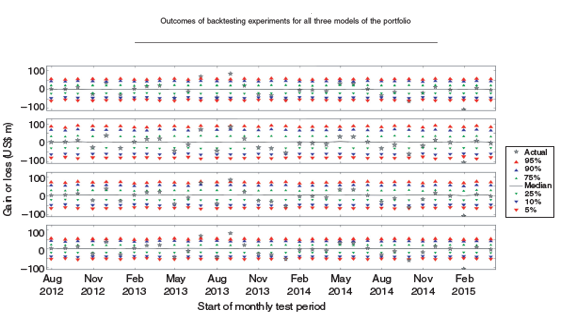 Outcomes of backtesting experiments for all three models of the portfolio
Gain or loss (US$ m)
100
0
−100
100
0
−100
100
0
−100
100
0
−100
Aug 2012
Nov 2012
Feb 2013
May 2013
Aug 2013
Nov 2013
Feb 2014
May 2014
Aug 2014
Nov 2014
Feb 2015
Start of monthly test period
Actual
95%
90%
75%
Median
25%
10%
5%